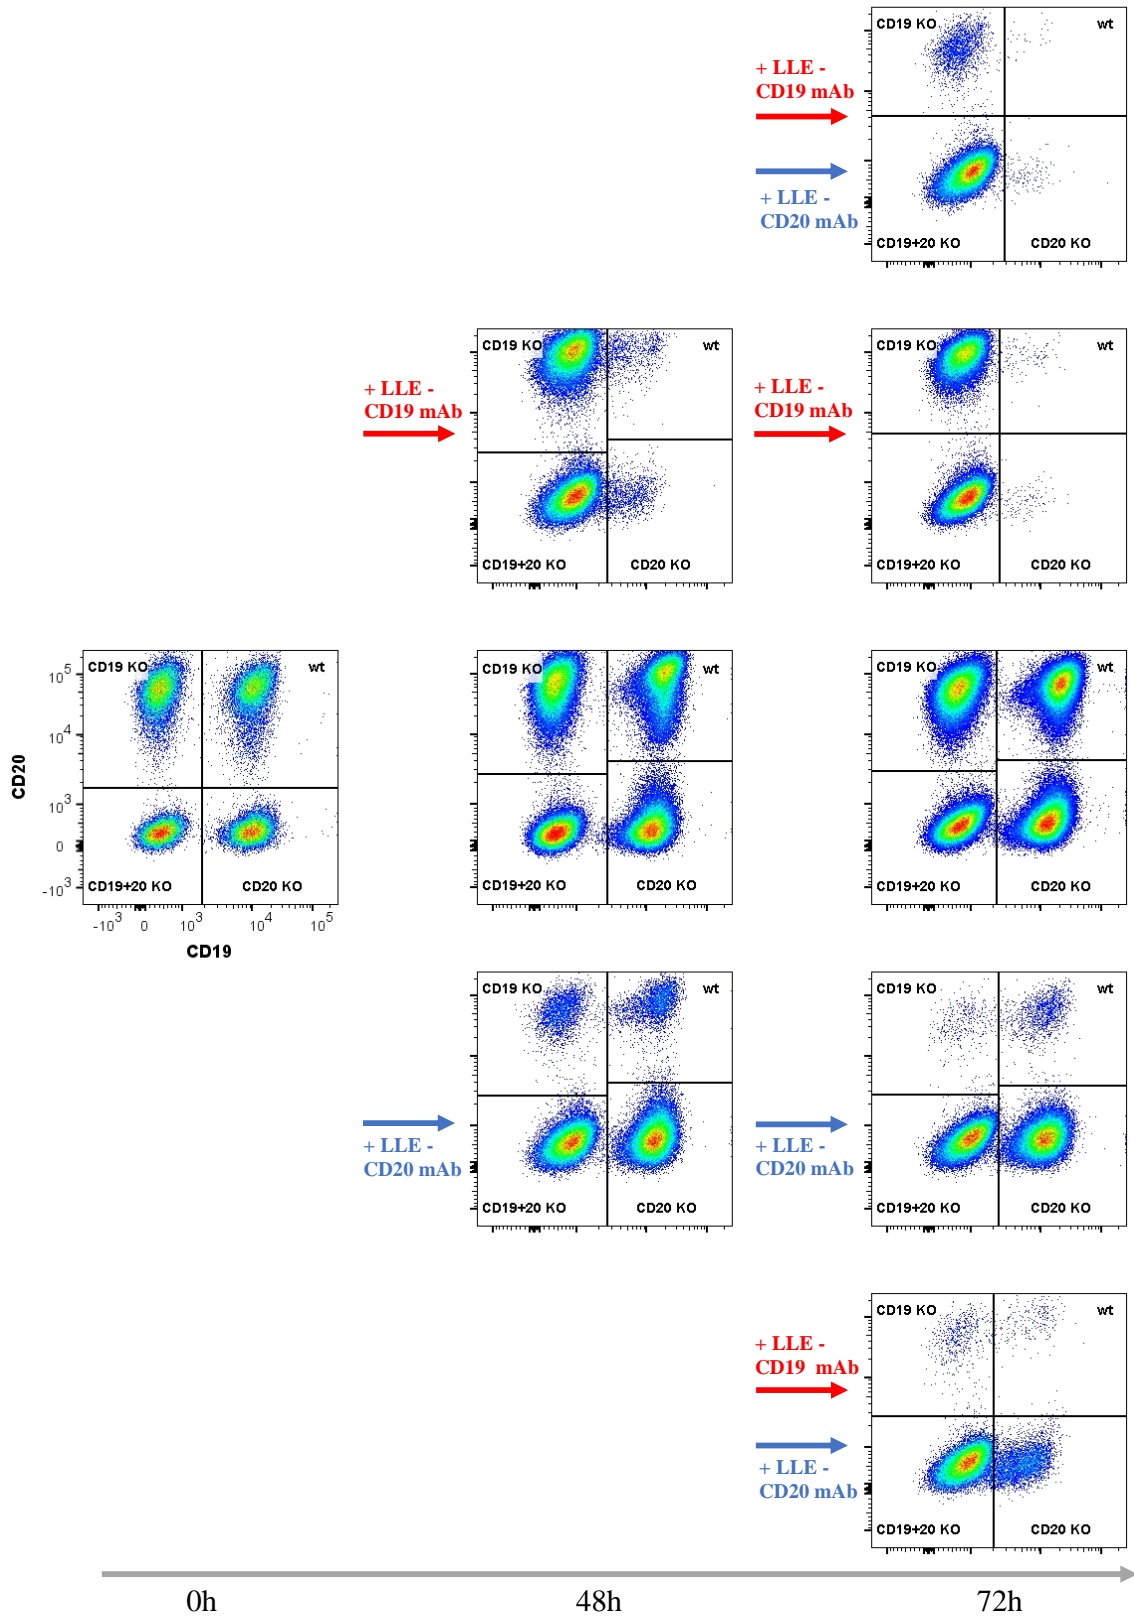 CD19 KO wt
+ LLE -
CD19 mAb
+ LLE -
CD20 mAb
CD19+20 KO CD20 KO
CD19 KO wt
CD19 KO wt
+ LLE -
CD19 mAb
+ LLE -
CD19 mAb
CD19+20 KO CD20 KO
CD19+20 KO CD20 KO
CD19 KO wt
CD19 KO wt
CD19 KO wt
10^5
10^4
CD20
10^3
0
-10^3
CD19+20 KO CD20 KO
CD19+20 KO CD20 KO
CD19+20 KO CD20 KO
-10^3 0 10^3 10^4 10^5
CD19
CD19 KO wt
CD19 KO wt
+ LLE -
CD20 mAb
+ LLE -
CD20 mAb
CD19+20 KO CD20 KO
CD19+20 KO CD20 KO
CD19 KO wt
+ LLE -
CD19 mAb
+ LLE -
CD20 mAb
CD19+20 KO CD20 KO
0h 48h 72h